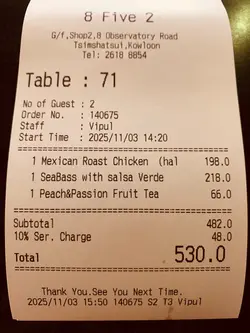 8 Five 2
G/f,Shop2,8 Observatory Road
Tsimshatsui,Kowloon
Tel: 2618 8854
Table : 71
No of Guest : 2
Order No. : 140675
Staff : Vipul
Start Time : 2025/11/03 14:20
1 Mexican Roast Chicken (hal 198.0
1 SeaBass with salsa Verde 218.0
1 Peach&Passion Fruit Tea 66.0
Subtotal 482.0
10% Ser. Charge 48.0
Total 530.0
Thank You.See You Next Time.
2025/11/03 15:50 140675 S2 T3 Vipul